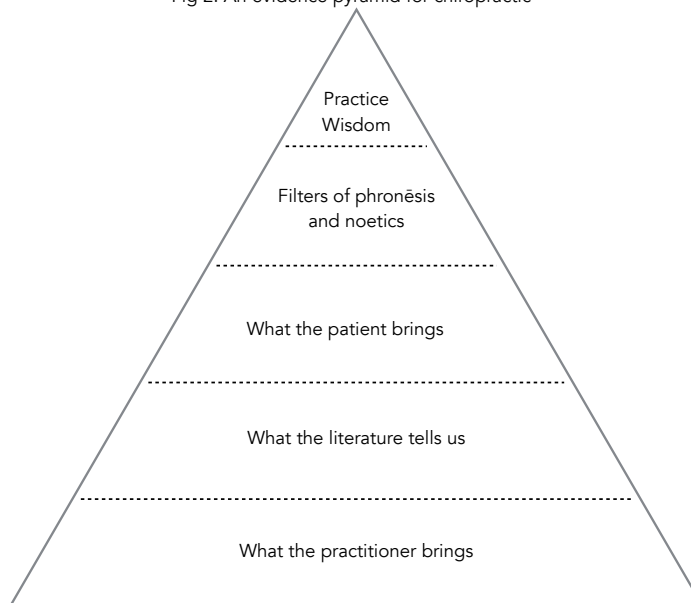 Fig 2: An evidence pyramid for chiropractic
Practice
Wisdom
Filters of phronēsis
and noetics
What the patient brings
What the literature tells us
What the practitioner brings